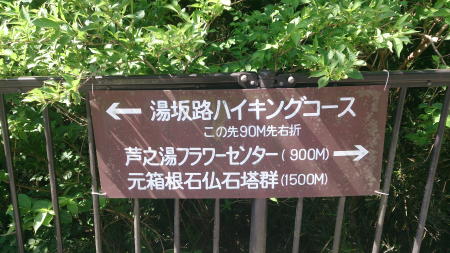 ← 湯坂路ハイキングコース
この先90M先右折
芦之湯フラワーセンター(900M) →
元箱根石仏石塔群(1500M)